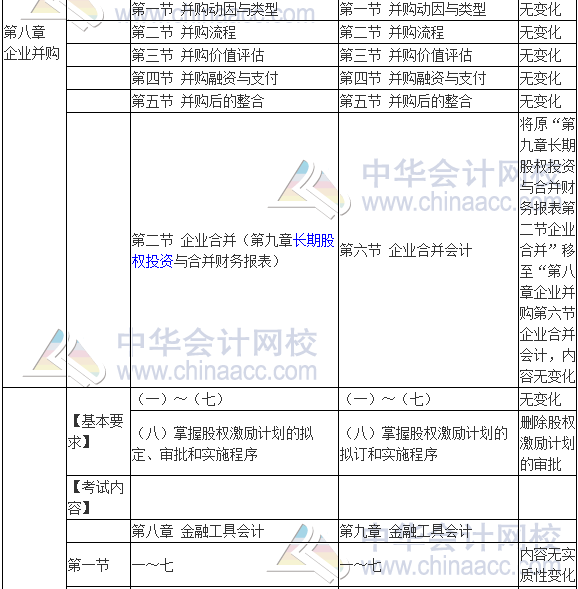 第八章
企业并购
第一节 并购动因与类型 第一节 并购动因与类型 无变化
第二节 并购流程 第二节 并购流程 无变化
第三节 并购价值评估 第三节 并购价值评估 无变化
第四节 并购融资与支付 第四节 并购融资与支付 无变化
第五节 并购后的整合 第五节 并购后的整合 无变化
第二节 企业合并（第九章长期股
权投资与合并财务报表）
第六节 企业合并会计
将原“第
九章长期
股权投资
与合并财
务报表第
二节企业
合并”移
至“第八
章企业并
购第六节
企业合并
会计，内
容无变化
【基本要
求】
（一）～（七） （一）～（七） 无变化
（八）掌握股权激励计划的拟
定、审批和实施程序
（八）掌握股权激励计划的
拟订和实施程序
删除股权
激励计划
的审批
【考试内
容】
第八章 金融工具会计 第九章 金融工具会计
第一节 一～七 一～七
内容无实
质性变化
中华会计网校
www.chinaacc.com
中华会计网校
www.chinaacc.com
中华会计网校
www.chinaacc.com
www.chinaacc.com